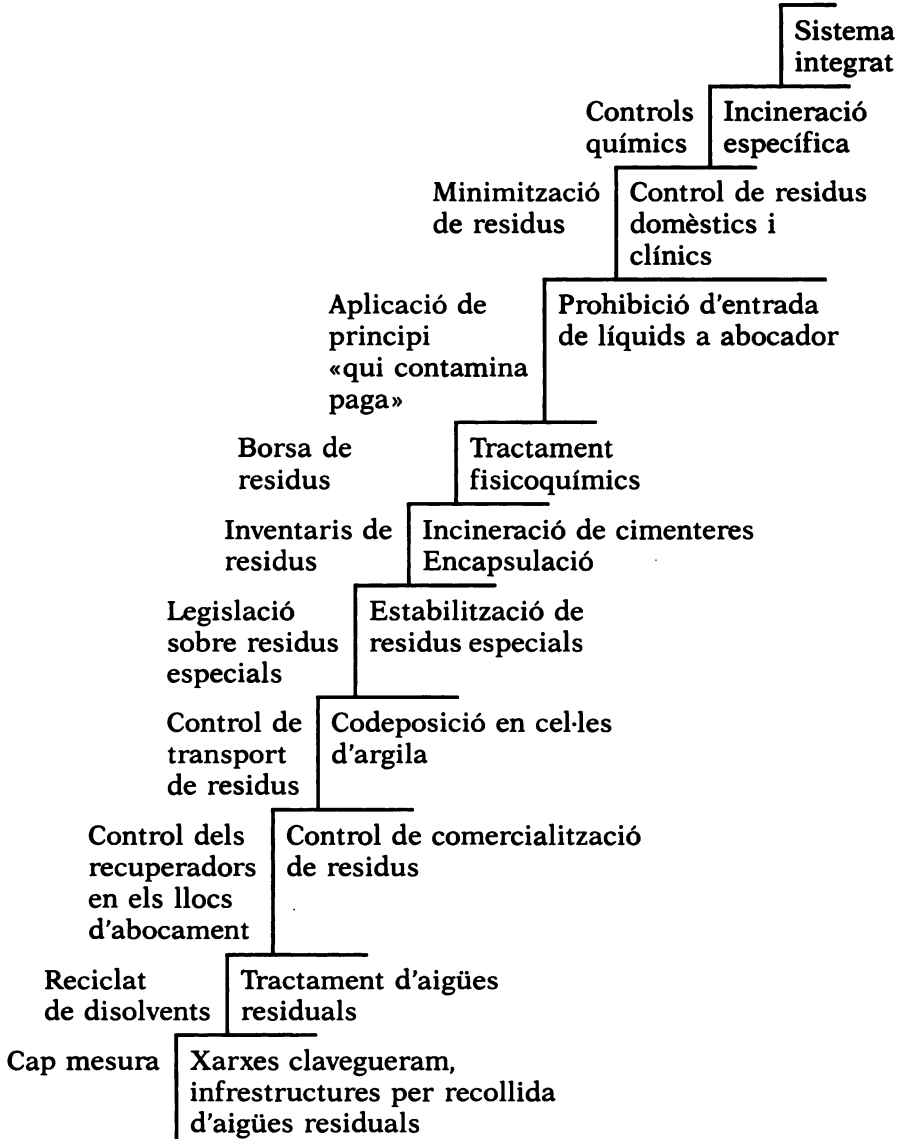 Sistema
integrat
Controls
químics
Incineració
específica
Minimització
de residus
Control de residus
domèstics i
clínics
Aplicació de
principi
«qui contamina
paga»
Prohibició d'entrada
de líquids a abocador
Borsa de
residus
Tractament
fisicoquímics
Inventaris de
residus
Incineració de cimenteres
Encapsulació
Legislació
sobre residus
especials
Estabilització de
residus especials
Control de
transport
de residus
Codeposició en cel·les
d'argila
Control dels
recuperadors
en els llocs
d'abocament
Control de comercialització
de residus
Reciclat
de disolvents
Tractament d'aigües
residuals
Cap mesura
Xarxes clavegueram,
infrestructures per recollida
d'aigües residuals